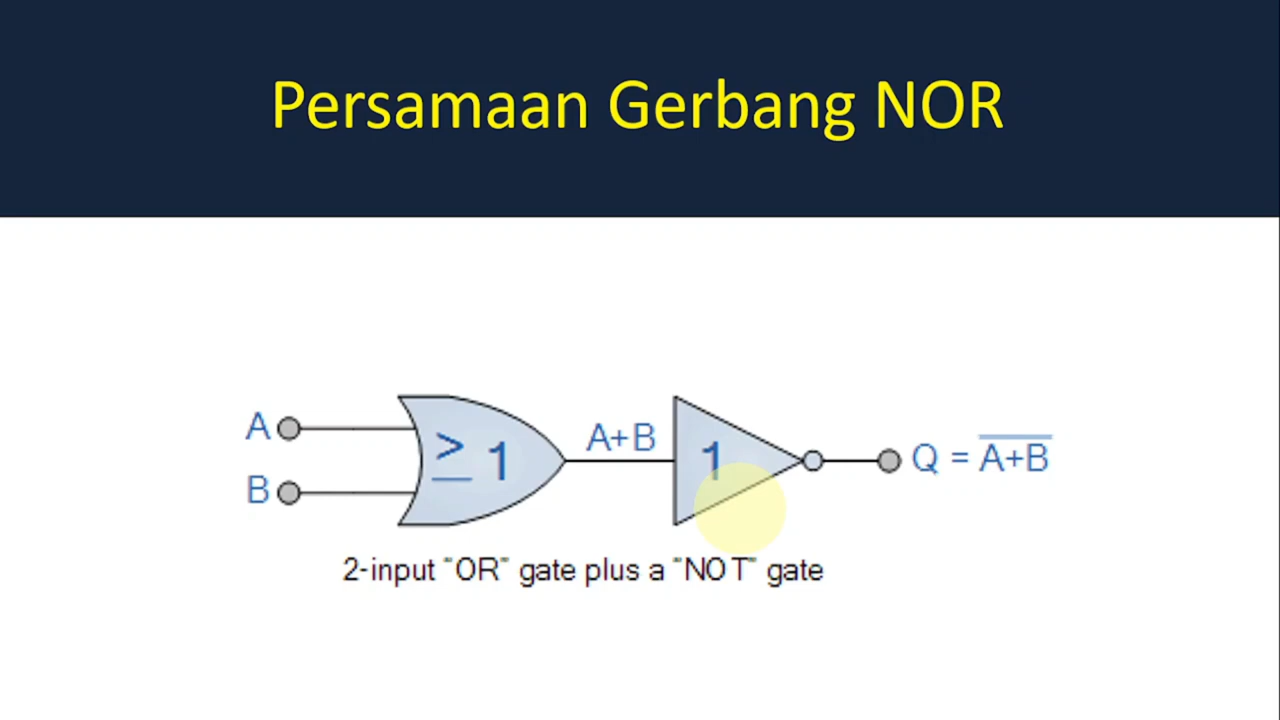 Persamaan Gerbang NOR
A
B
≥ 1
A+B
1
Q = A̅+̅B̅
2-input "OR" gate plus a "NOT" gate